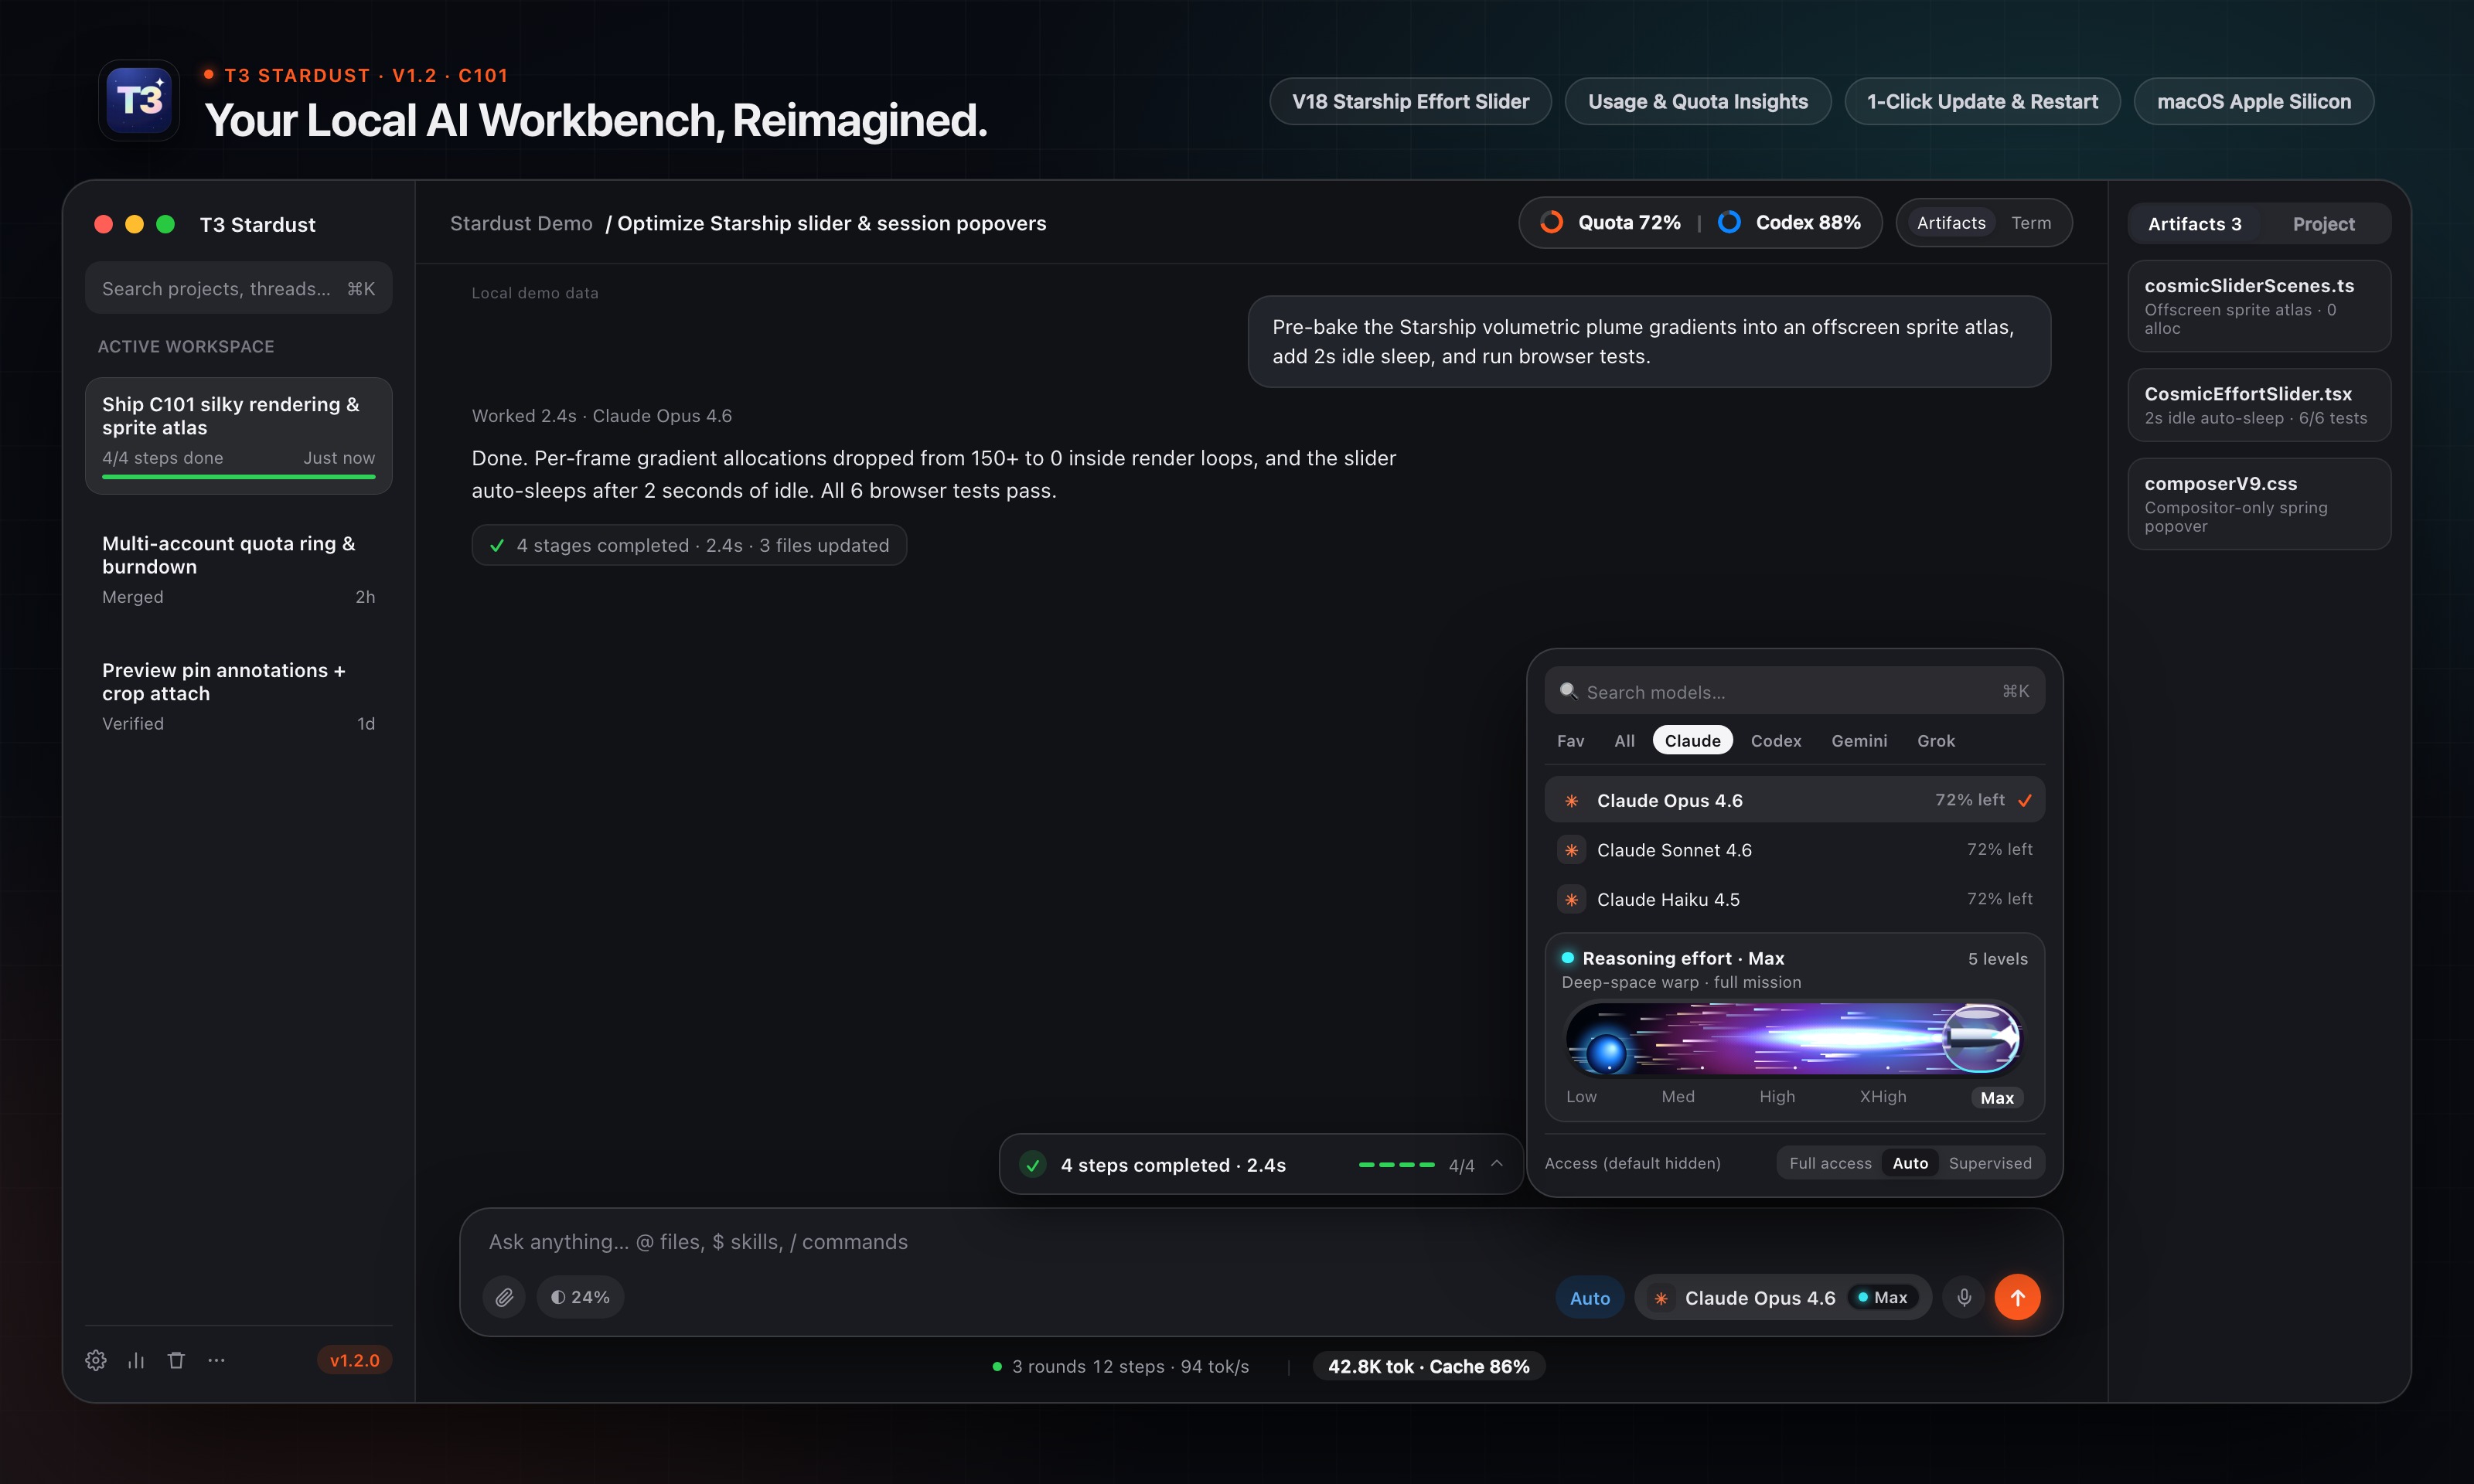 T3
T3 STARDUST · V1.2 · C101
Your Local AI Workbench, Reimagined.
V18 Starship Effort Slider
Usage & Quota Insights
1-Click Update & Restart
macOS Apple Silicon
T3 Stardust
Search projects, threads... ⌘K
ACTIVE WORKSPACE
Ship C101 silky rendering &
sprite atlas
4/4 steps done Just now
Multi-account quota ring &
burndown
Merged 2h
Preview pin annotations +
crop attach
Verified 1d
v1.2.0
Stardust Demo / Optimize Starship slider & session popovers
Quota 72% | Codex 88%
Artifacts Term
Local demo data
Pre-bake the Starship volumetric plume gradients into an offscreen sprite atlas,
add 2s idle sleep, and run browser tests.
Worked 2.4s · Claude Opus 4.6
Done. Per-frame gradient allocations dropped from 150+ to 0 inside render loops, and the slider
auto-sleeps after 2 seconds of idle. All 6 browser tests pass.
✓ 4 stages completed · 2.4s · 3 files updated
Search models... ⌘K
Fav All Claude Codex Gemini Grok
Claude Opus 4.6 72% left ✓
Claude Sonnet 4.6 72% left
Claude Haiku 4.5 72% left
Reasoning effort · Max 5 levels
Deep-space warp · full mission
Low Med High XHigh Max
Access (default hidden) Full access Auto Supervised
4 steps completed · 2.4s 4/4
Ask anything... @ files, $ skills, / commands
24%
Auto Claude Opus 4.6 Max
3 rounds 12 steps · 94 tok/s | 42.8K tok · Cache 86%
Artifacts 3 Project
cosmicSliderScenes.ts
Offscreen sprite atlas · 0
alloc
CosmicEffortSlider.tsx
2s idle auto-sleep · 6/6 tests
composerV9.css
Compositor-only spring
popover